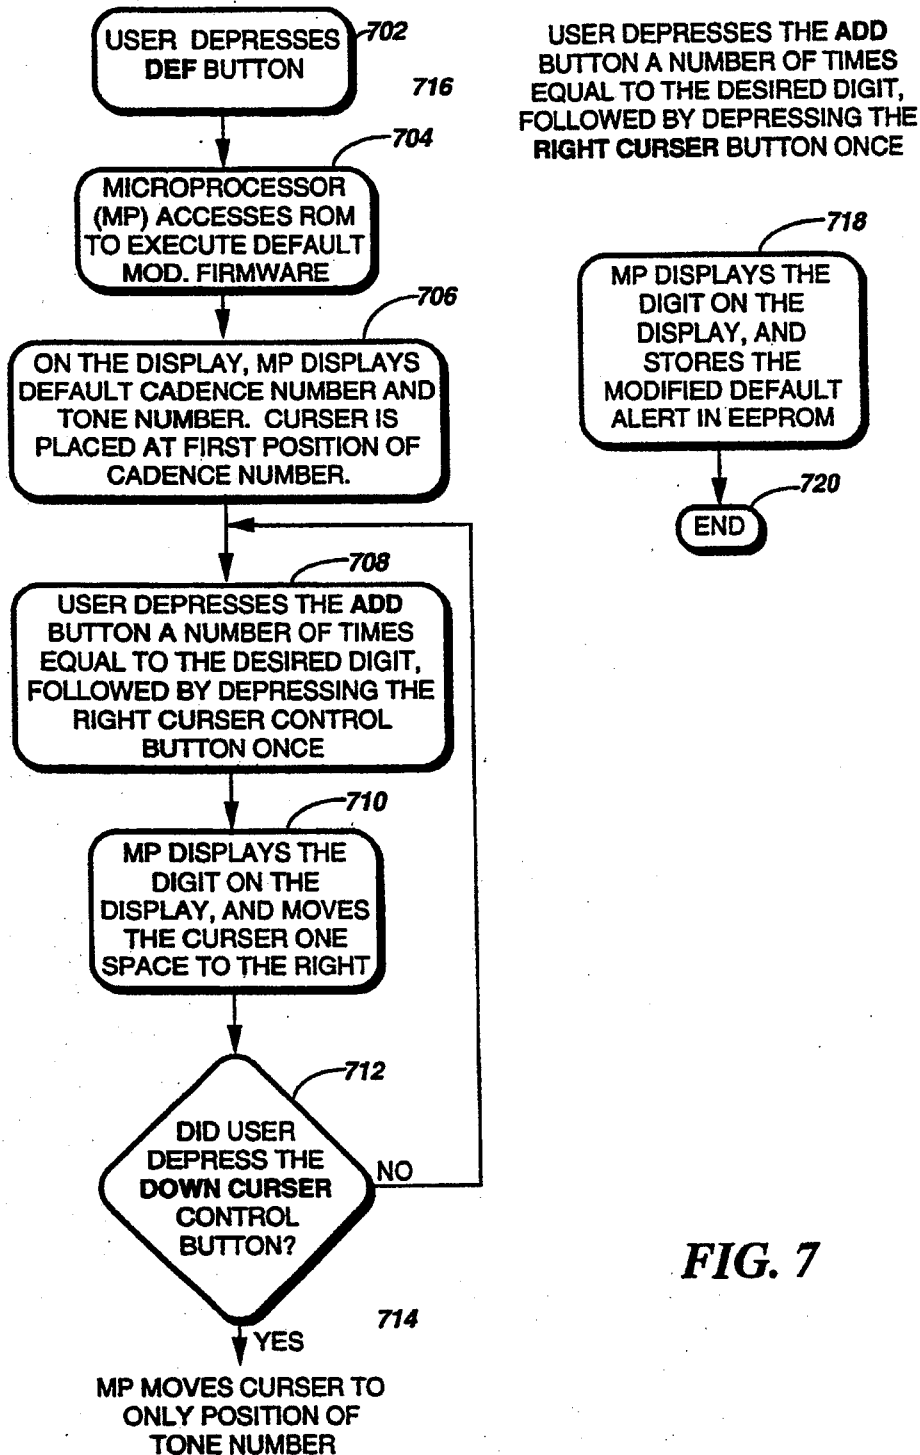 USER DEPRESSES
DEF BUTTON
702
704
MICROPROCESSOR
(MP) ACCESSES ROM
TO EXECUTE DEFAULT
MOD. FIRMWARE
706
ON THE DISPLAY, MP DISPLAYS
DEFAULT CADENCE NUMBER AND
TONE NUMBER. CURSER IS
PLACED AT FIRST POSITION OF
CADENCE NUMBER.
708
USER DEPRESSES THE ADD
BUTTON A NUMBER OF TIMES
EQUAL TO THE DESIRED DIGIT,
FOLLOWED BY DEPRESSING THE
RIGHT CURSER CONTROL
BUTTON ONCE
710
MP DISPLAYS THE
DIGIT ON THE
DISPLAY, AND MOVES
THE CURSER ONE
SPACE TO THE RIGHT
712
DID USER
DEPRESS THE
DOWN CURSER
CONTROL
BUTTON?
NO
YES
714
MP MOVES CURSER TO
ONLY POSITION OF
TONE NUMBER
716
USER DEPRESSES THE ADD
BUTTON A NUMBER OF TIMES
EQUAL TO THE DESIRED DIGIT,
FOLLOWED BY DEPRESSING THE
RIGHT CURSER BUTTON ONCE
718
MP DISPLAYS THE
DIGIT ON THE
DISPLAY, AND
STORES THE
MODIFIED DEFAULT
ALERT IN EEPROM
720
END
FIG. 7